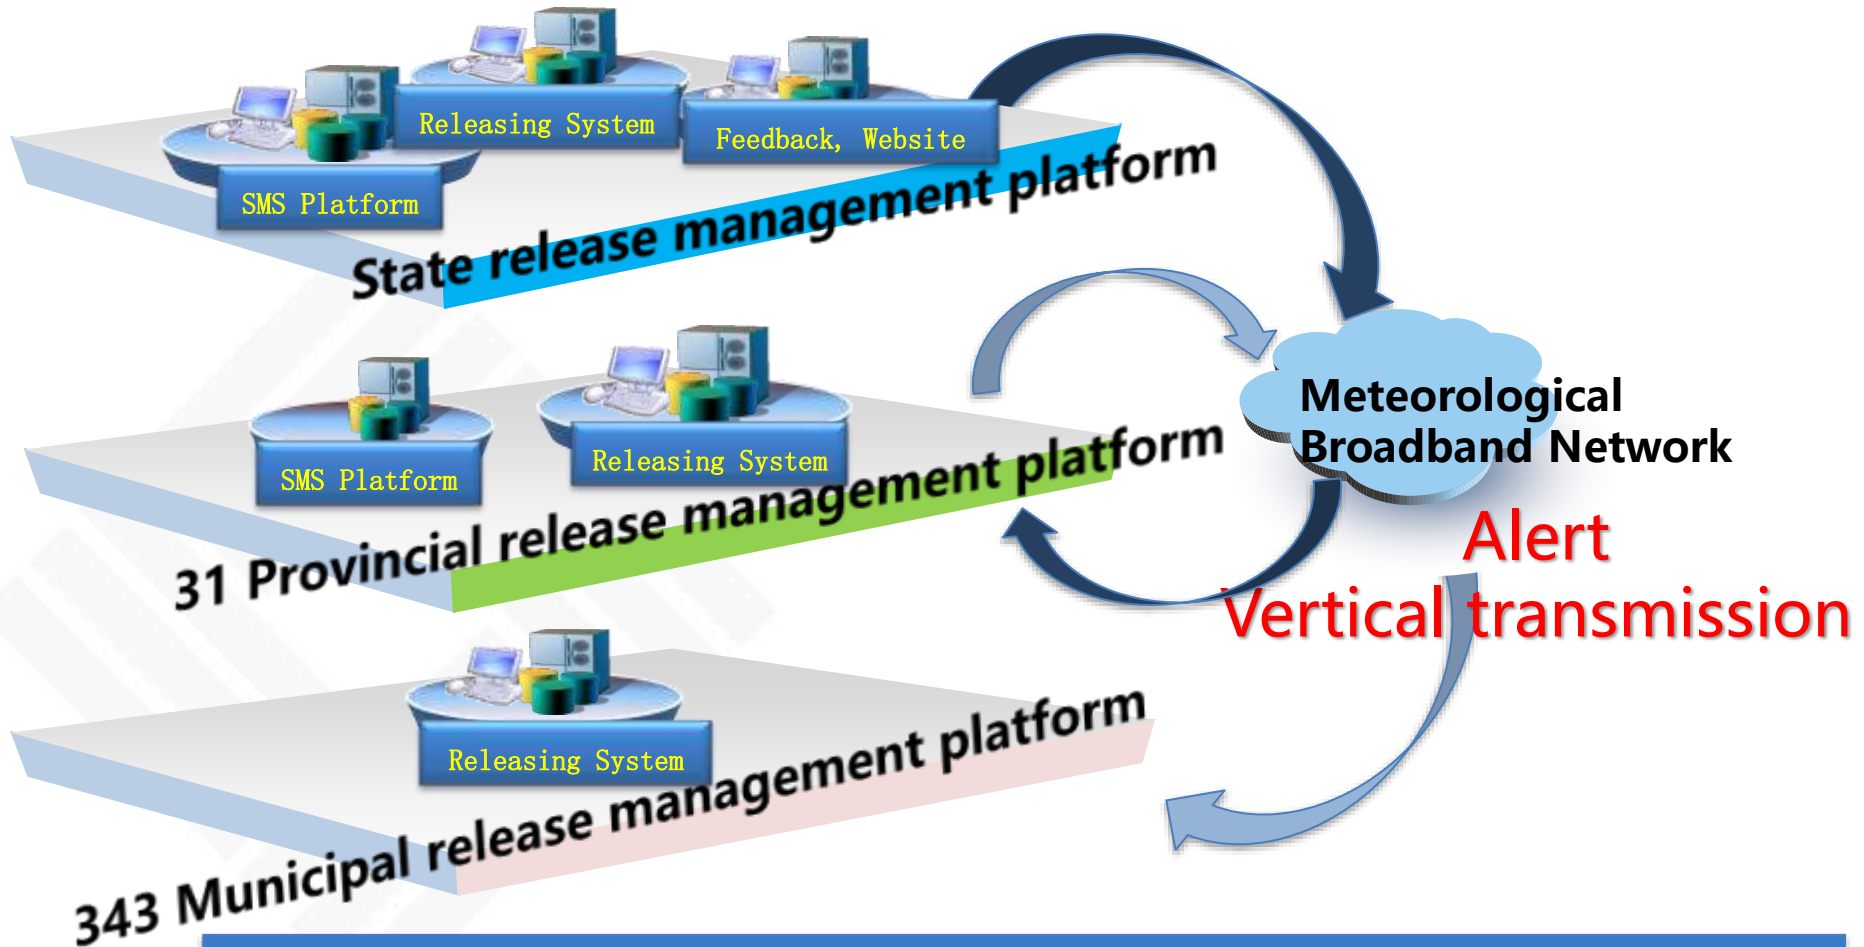 Releasing System
Feedback, Website
SMS Platform
State release management platform
SMS Platform
Releasing System
31 Provincial release management platform
Releasing System
343 Municipal release management platform
Meteorological
Broadband Network
Alert
Vertical transmission